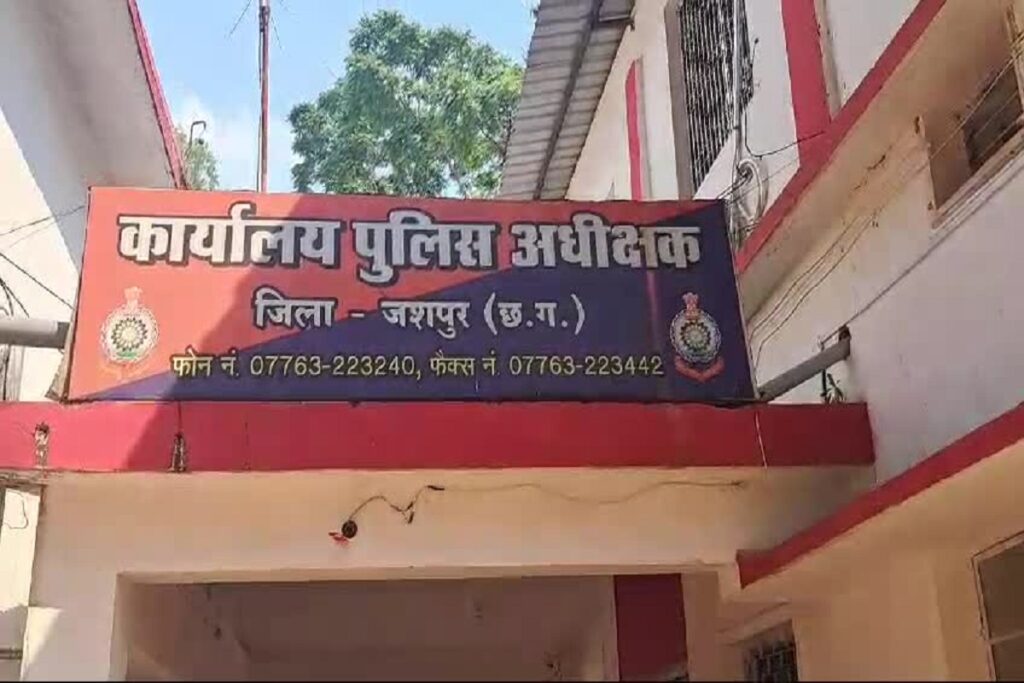 कार्यालय पुलिस अधीक्षक
जिला - जशपुर (छ.ग.)
फोन नं. 07763-223240, फैक्स नं. 07763-223442